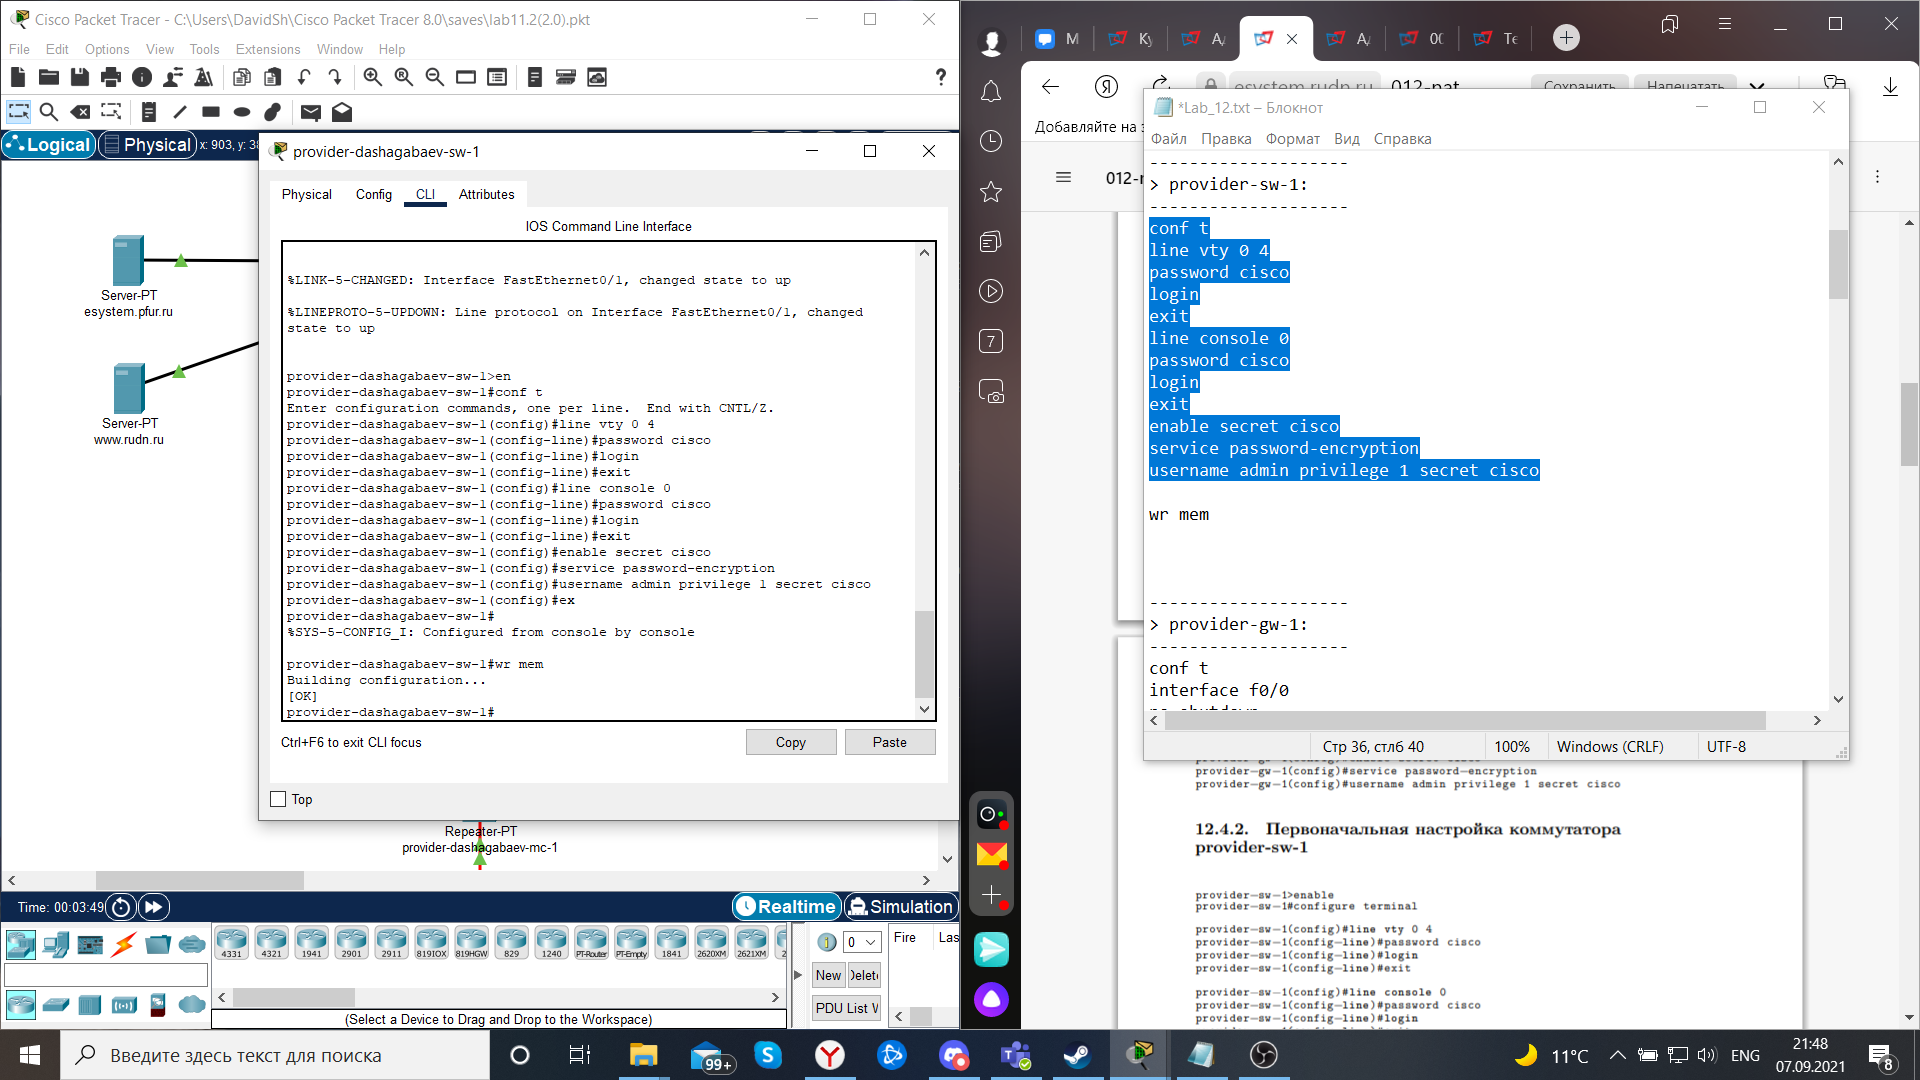 Cisco Packet Tracer - C:\Users\DavidSh\Cisco Packet Tracer 8.0\saves\lab11.2(2.0).pkt
File Edit Options View Tools Extensions Window Help
?
Logical
Physical
x: 903, y: 38
Server-PT
esystem.pfur.ru
Server-PT
www.rudn.ru
provider-dashagabaev-sw-1
Physical Config CLI Attributes
IOS Command Line Interface
%LINK-5-CHANGED: Interface FastEthernet0/1, changed state to up
%LINEPROTO-5-UPDOWN: Line protocol on Interface FastEthernet0/1, changed
state to up
provider-dashagabaev-sw-1>en
provider-dashagabaev-sw-1#conf t
Enter configuration commands, one per line.  End with CNTL/Z.
provider-dashagabaev-sw-1(config)#line vty 0 4
provider-dashagabaev-sw-1(config-line)#password cisco
provider-dashagabaev-sw-1(config-line)#login
provider-dashagabaev-sw-1(config-line)#exit
provider-dashagabaev-sw-1(config)#line console 0
provider-dashagabaev-sw-1(config-line)#password cisco
provider-dashagabaev-sw-1(config-line)#login
provider-dashagabaev-sw-1(config-line)#exit
provider-dashagabaev-sw-1(config)#enable secret cisco
provider-dashagabaev-sw-1(config)#service password-encryption
provider-dashagabaev-sw-1(config)#username admin privilege 1 secret cisco
provider-dashagabaev-sw-1(config)#ex
provider-dashagabaev-sw-1#
%SYS-5-CONFIG_I: Configured from console by console
provider-dashagabaev-sw-1#wr mem
Building configuration...
[OK]
provider-dashagabaev-sw-1#
Ctrl+F6 to exit CLI focus
Copy
Paste
Top
Repeater-PT
provider-dashagabaev-mc-1
Time: 00:03:49
Realtime
Simulation
4331 4321 1941 2901 2911 819IOX 819HGW 829 1240 PT-Router PT-Empty 1841 2620XM 2621XM
(Select a Device to Drag and Drop to the Workspace)
0
New
PDU List
Fire Las
M
esystem.rudn.ru
012-nat
Сохранить
Напечатать
Добавляйте на
7
*Lab_12.txt – Блокнот
Файл Правка Формат Вид Справка
--------------------
> provider-sw-1:
--------------------
conf t
line vty 0 4
password cisco
login
exit
line console 0
password cisco
login
exit
enable secret cisco
service password-encryption
username admin privilege 1 secret cisco
wr mem
--------------------
> provider-gw-1:
--------------------
conf t
interface f0/0
Стр 36, стлб 40
100%
Windows (CRLF)
UTF-8
provider-gw-1(config)#service password-encryption
provider-gw-1(config)#username admin privilege 1 secret cisco
12.4.2. Первоначальная настройка коммутатора
provider-sw-1
provider-sw-1>enable
provider-sw-1#configure terminal
provider-sw-1(config)#line vty 0 4
provider-sw-1(config-line)#password cisco
provider-sw-1(config-line)#login
provider-sw-1(config-line)#exit
provider-sw-1(config)#line console 0
provider-sw-1(config-line)#password cisco
provider-sw-1(config-line)#login
Введите здесь текст для поиска
99+
11°C
ENG
21:48
07.09.2021
8